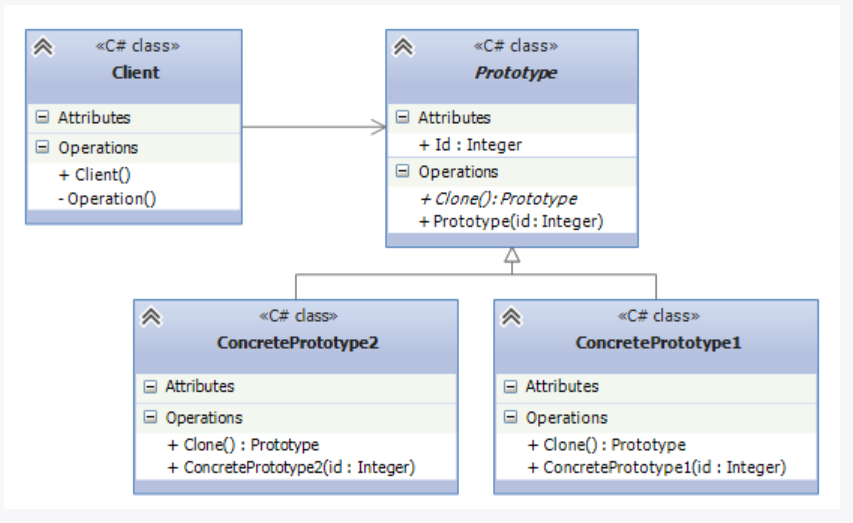 «C# class»
Client
Attributes
Operations
+ Client()
- Operation()
«C# class»
Prototype
Attributes
+ Id : Integer
Operations
+ Clone() : Prototype
+ Prototype(id : Integer)
«C# class»
ConcretePrototype2
Attributes
Operations
+ Clone() : Prototype
+ ConcretePrototype2(id : Integer)
«C# class»
ConcretePrototype1
Attributes
Operations
+ Clone() : Prototype
+ ConcretePrototype1(id : Integer)